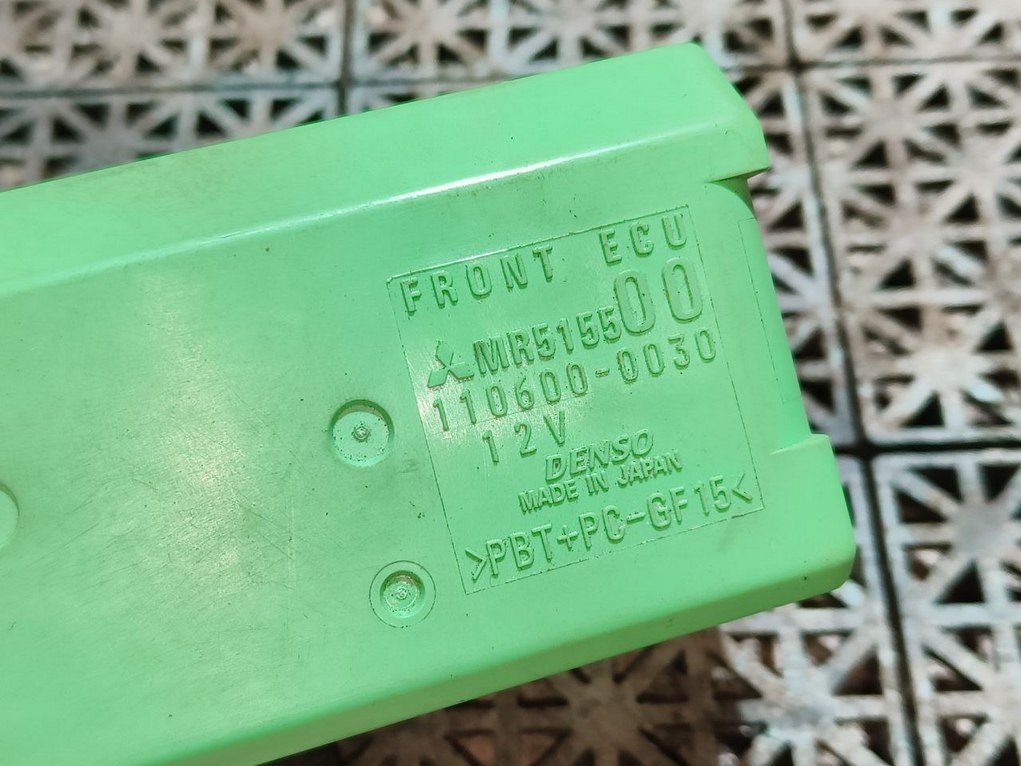 FRONT ECU
MR515500
110600-0030
12V
DENSO
MADE IN JAPAN
>PBT+PC-GF15<